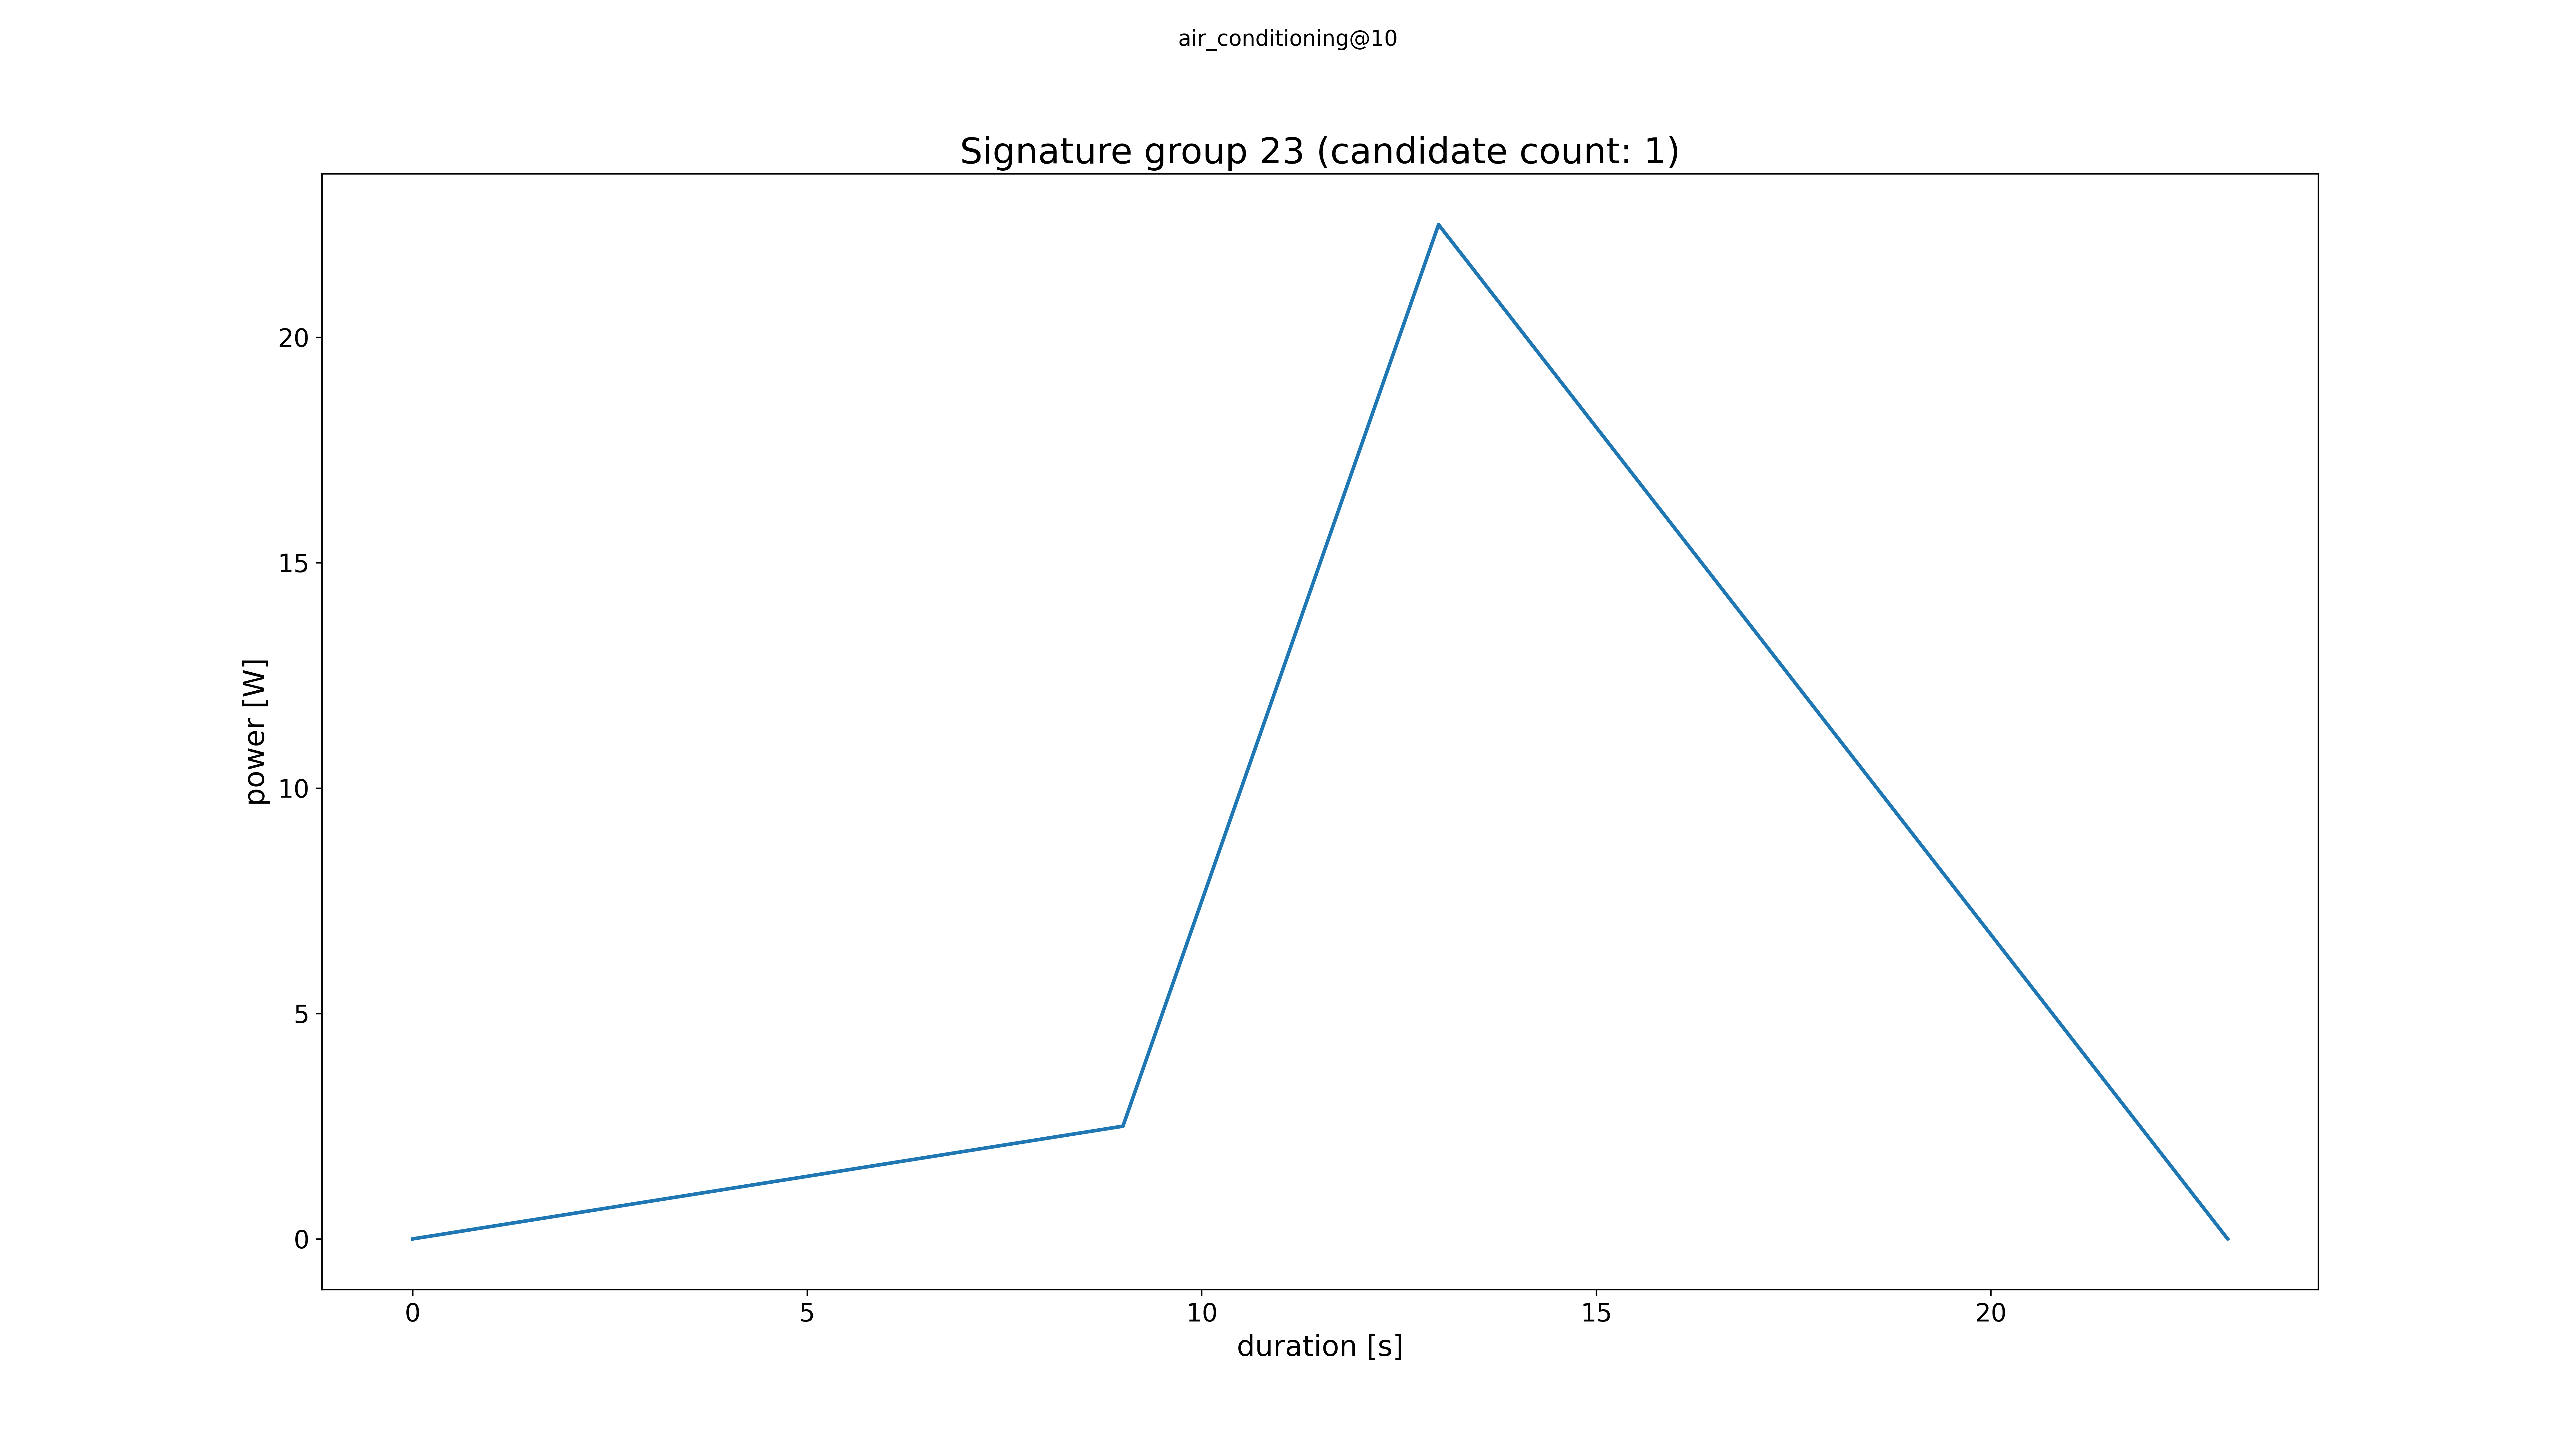 air_conditioning@10
Signature group 23 (candidate count: 1)
20
15
10
5
0
power [W]
0 5 10 15 20
duration [s]